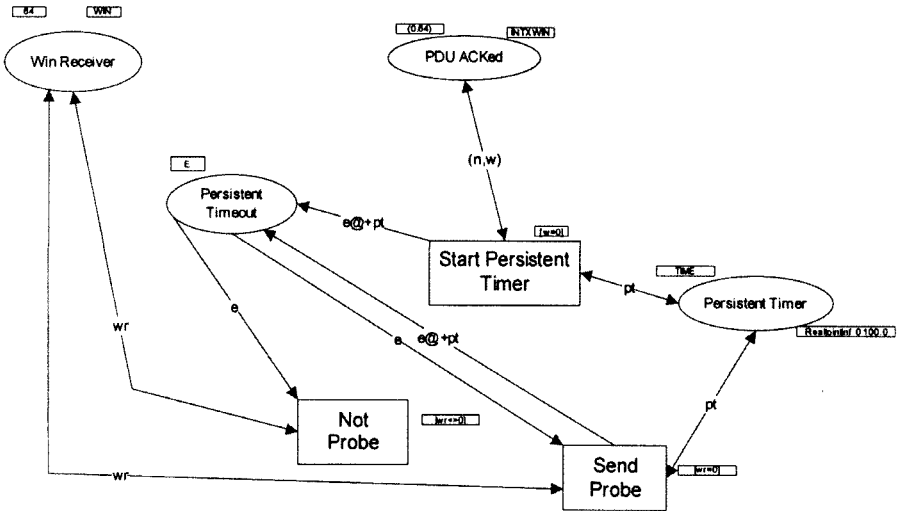 64 WIN
Win Receiver
(0,64) INTXWIN
PDU ACKed
(n,w)
E
Persistent
Timeout
e@+pt
[w=0]
Start Persistent
Timer
TIME
pt
Persistent Timer
e
e
e@+pt
wr
pt
Not
Probe
[wr<>0]
Send
Probe
[wr=0]
wr